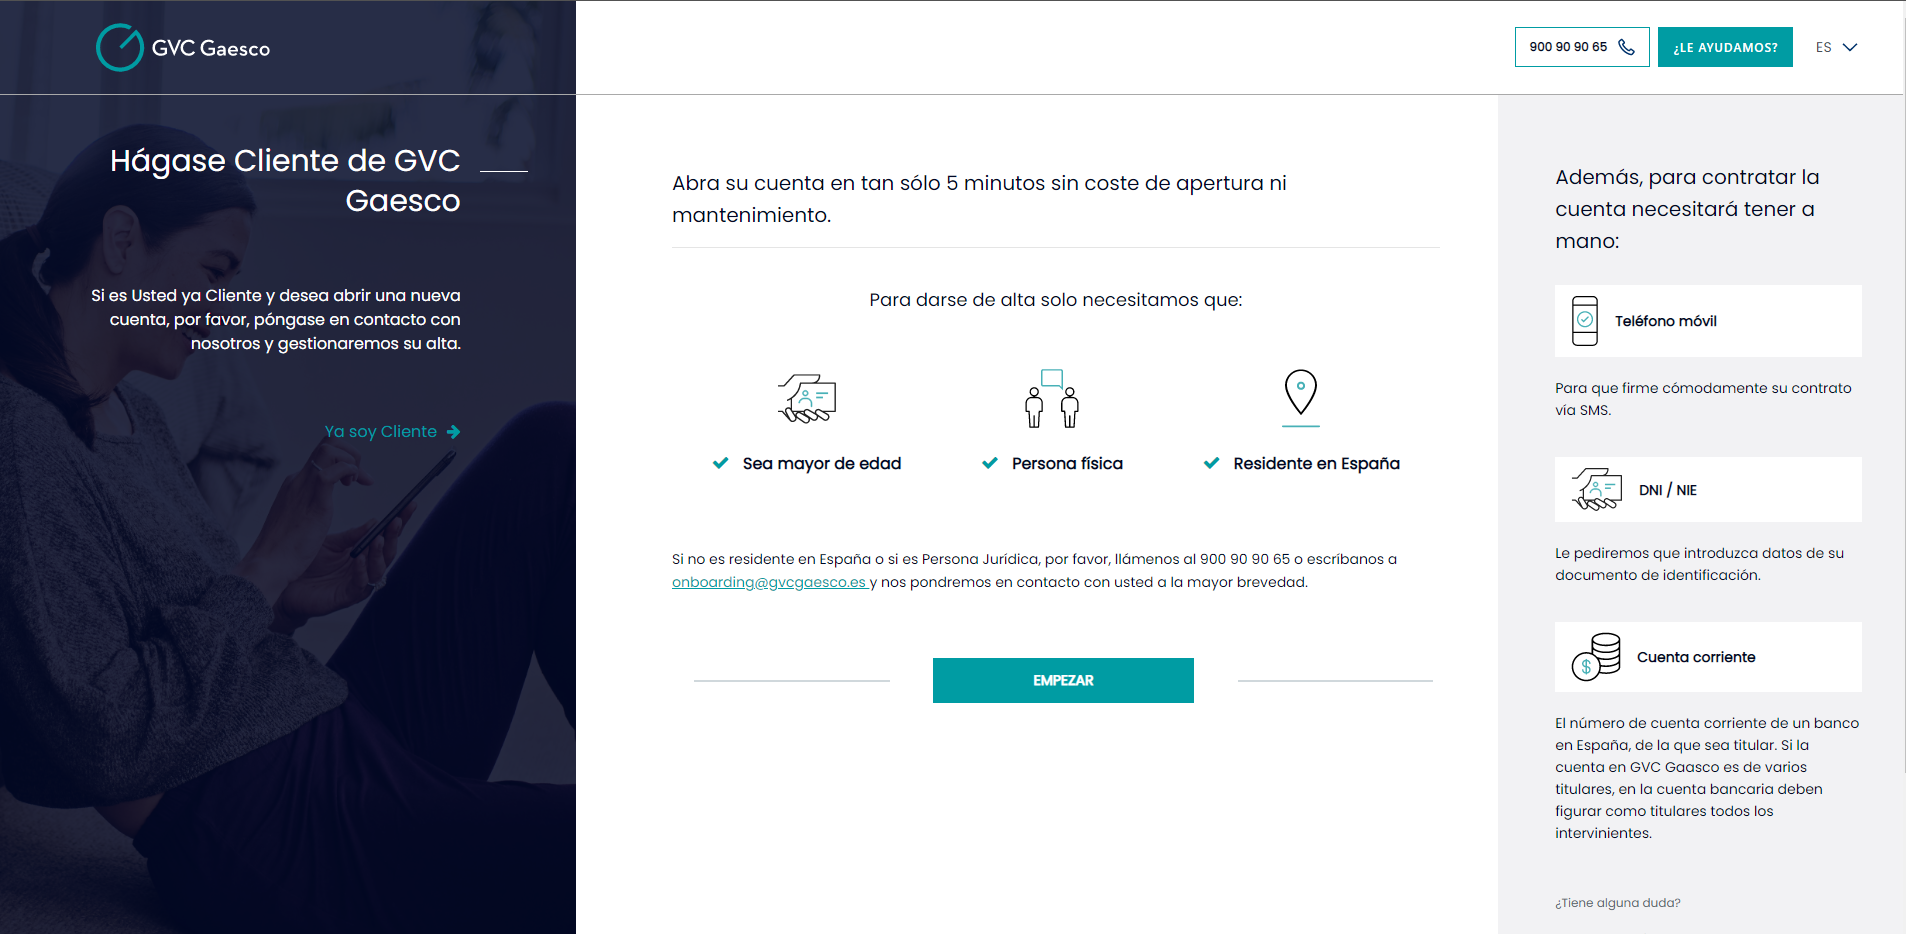 GVC Gaesco
900 90 90 65
¿LE AYUDAMOS?
ES
Hágase Cliente de GVC
Gaesco
Si es Usted ya Cliente y desea abrir una nueva
cuenta, por favor, póngase en contacto con
nosotros y gestionaremos su alta.
Ya soy Cliente
Abra su cuenta en tan sólo 5 minutos sin coste de apertura ni
mantenimiento.
Para darse de alta solo necesitamos que:
Sea mayor de edad
Persona física
Residente en España
Si no es residente en España o si es Persona Jurídica, por favor, llámenos al 900 90 90 65 o escríbanos a
onboarding@gvcgaesco.es y nos pondremos en contacto con usted a la mayor brevedad.
EMPEZAR
Además, para contratar la
cuenta necesitará tener a
mano:
Teléfono móvil
Para que firme cómodamente su contrato
vía SMS.
DNI / NIE
Le pediremos que introduzca datos de su
documento de identificación.
$
Cuenta corriente
El número de cuenta corriente de un banco
en España, de la que sea titular. Si la
cuenta en GVC Gaasco es de varios
titulares, en la cuenta bancaria deben
figurar como titulares todos los
intervinientes.
¿Tiene alguna duda?